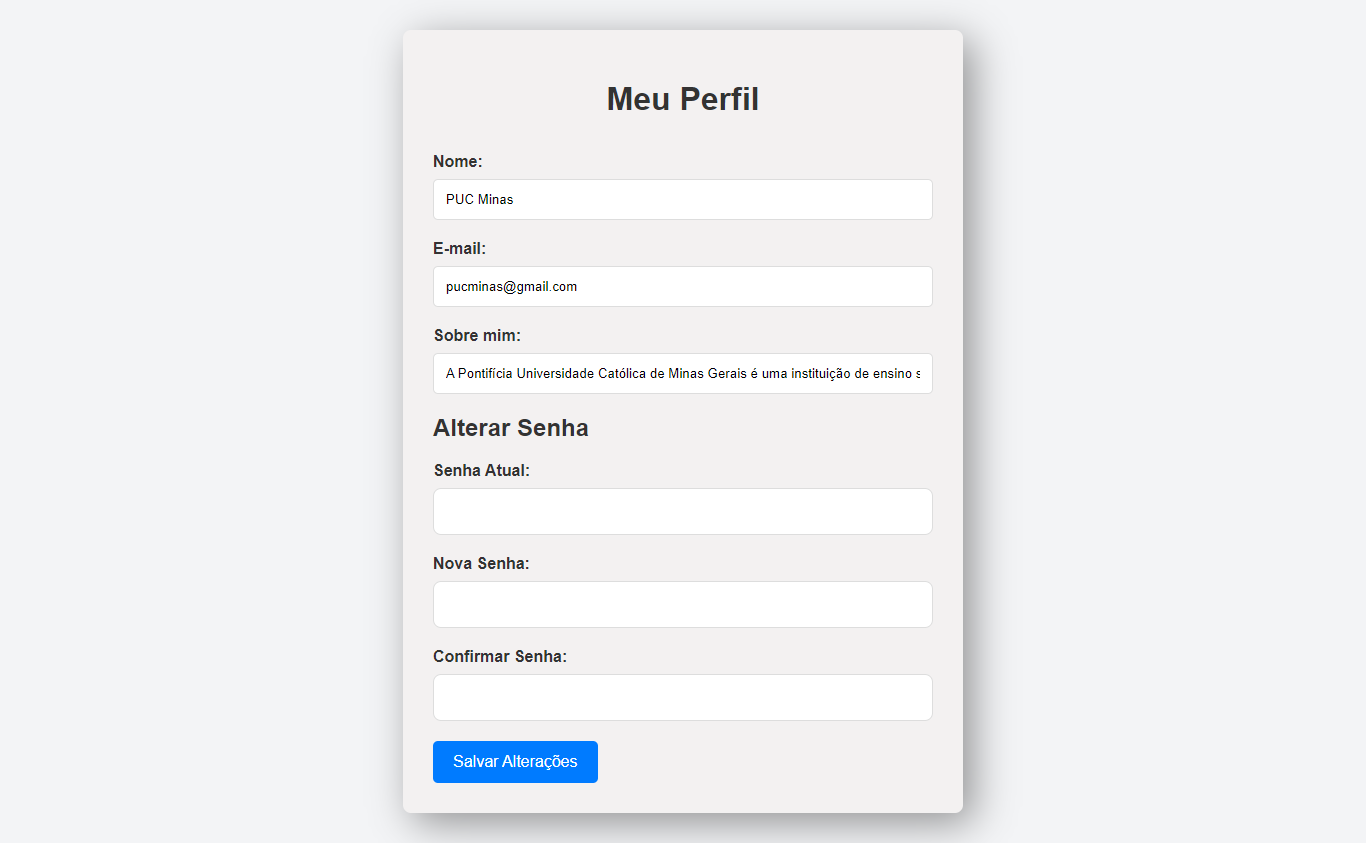 Meu Perfil
Nome:
PUC Minas
E-mail:
pucminas@gmail.com
Sobre mim:
A Pontifícia Universidade Católica de Minas Gerais é uma instituição de ensino s
Alterar Senha
Senha Atual:
Nova Senha:
Confirmar Senha:
Salvar Alterações